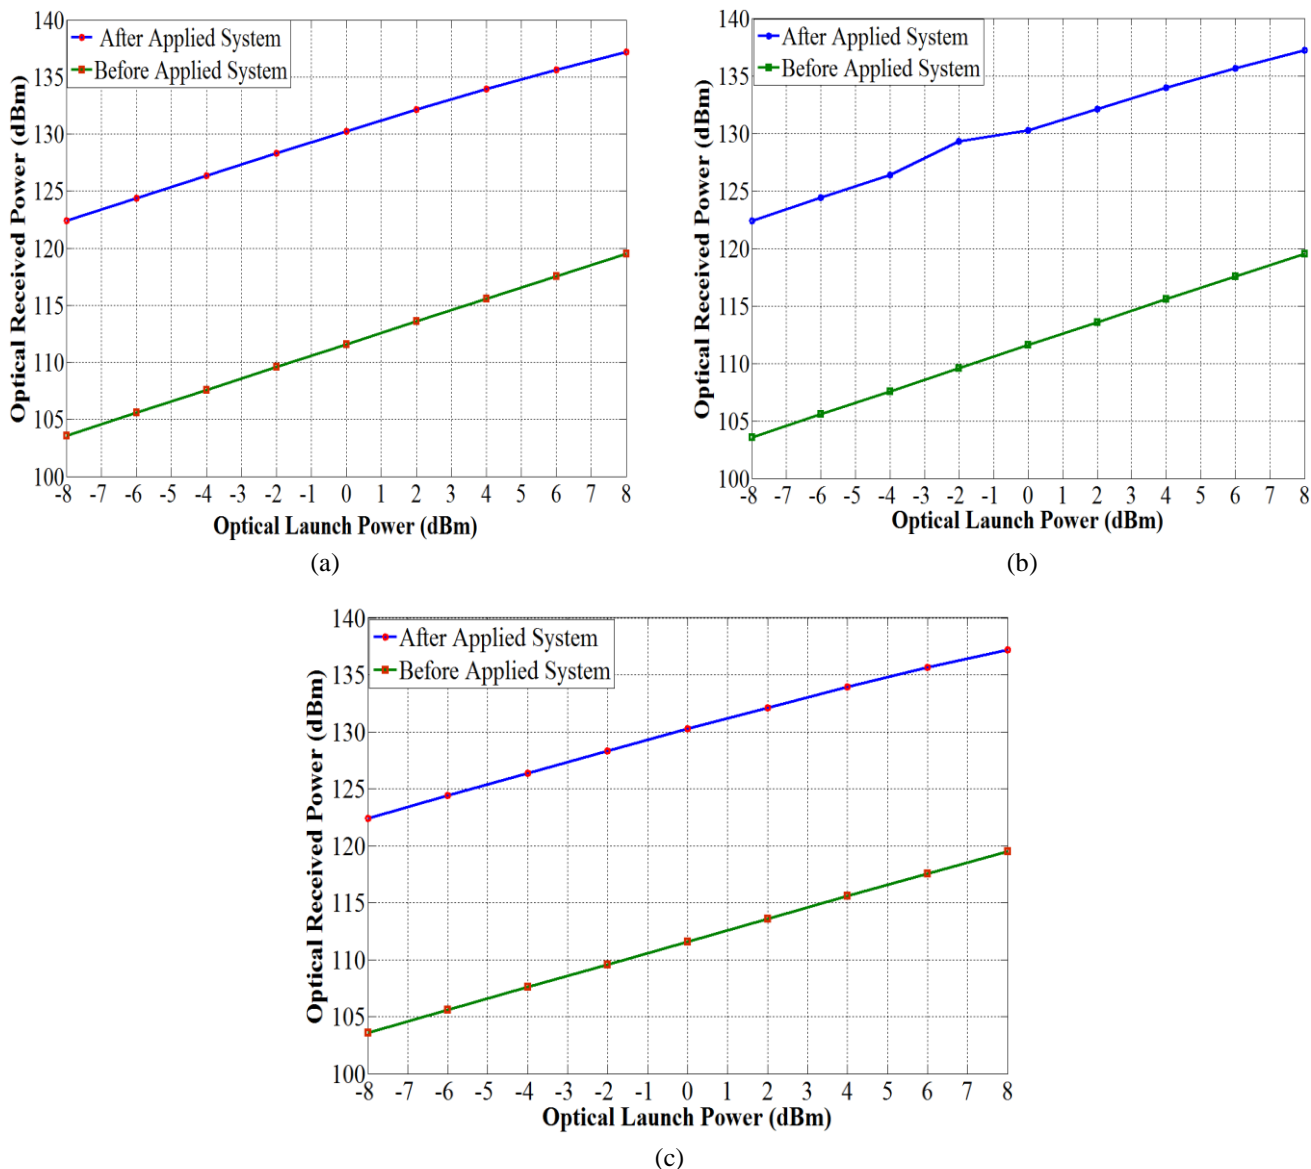 140
135
130
125
120
115
110
105
100
Optical Received Power (dBm)
After Applied System
Before Applied System
-8 -7 -6 -5 -4 -3 -2 -1 0 1 2 3 4 5 6 7 8
Optical Launch Power (dBm)
(a)
140
135
130
125
120
115
110
105
100
Optical Received Power (dBm)
After Applied System
Before Applied System
-8 -7 -6 -5 -4 -3 -2 -1 0 1 2 3 4 5 6 7 8
Optical Launch Power (dBm)
(b)
140
135
130
125
120
115
110
105
100
Optical Received Power (dBm)
After Applied System
Before Applied System
-8 -7 -6 -5 -4 -3 -2 -1 0 1 2 3 4 5 6 7 8
Optical Launch Power (dBm)
(c)